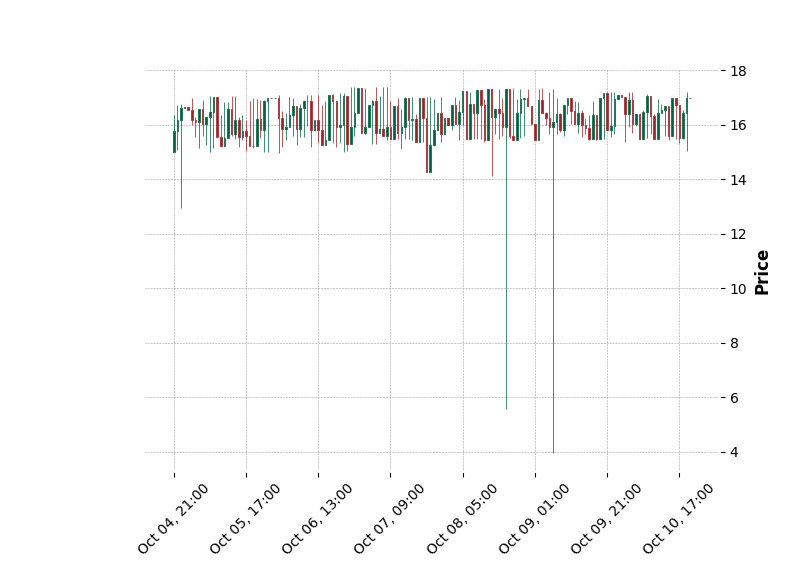 18
16
14
12
10
8
6
4
Price
Oct 04, 21:00
Oct 05, 17:00
Oct 06, 13:00
Oct 07, 09:00
Oct 08, 05:00
Oct 09, 01:00
Oct 09, 21:00
Oct 10, 17:00